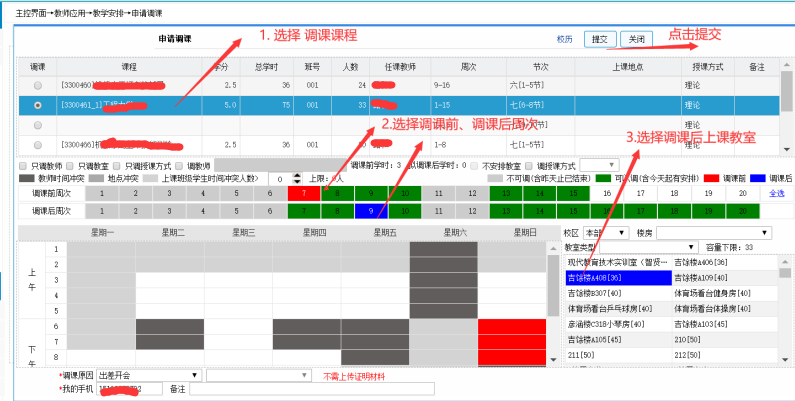 主控界面→教师应用→教学安排→申请调课
申请调课
1. 选择 调课课程
校历 提交 关闭
点击提交
调课 课程 学分 总学时 班号 人数 任课教师 周次 节次 上课地点 授课方式 备注
[3300460] 2.5 36 001 24 9-16 六[1-5节] 理论
[3300461_1] 5.0 75 001 33 1-15 七[6-8节] 理论
理论
[3300406] 2.5 36 001 1-8 七[1-5节] 理论
2.选择调课前、调课后周次
3.选择调课后上课教室
只调教师 只调教室 只调授课方式 调教师 调课前学时：3 拟调课后学时：0 不安排教室 调授课方式
教师时间冲突 地点冲突 上课班级学生时间冲突人数> 0 上限：0人 不可调(含昨天止已结束) 可调(含今天起有安排) 调课前 调课后
调课前周次 1 2 3 4 5 6 7 8 9 10 11 12 13 14 15 16 17 18 19 20 全选
调课后周次 1 2 3 4 5 6 7 8 9 10 11 12 13 14 15 16 17 18 19 20
星期一 星期二 星期三 星期四 星期五 星期六 星期日
上午
1
2
3
4
5
下午
6
7
8
校区 本部 楼房
教室类型 容量下限：33
现代教育技术实训室（智贤… 吉馀楼A406[36]
吉馀楼A408[36] 吉馀楼A109[40]
吉馀楼B307[40] 体育场看台健身房[40]
体育场看台乒乓球房[40] 体育场看台体操房[40]
彦涵楼C318小琴房[40] 吉馀楼A103[45]
吉馀楼A105[45] 210[50]
211[50] 212[50]
*调课原因 出差开会 不需上传证明材料
*我的手机 备注